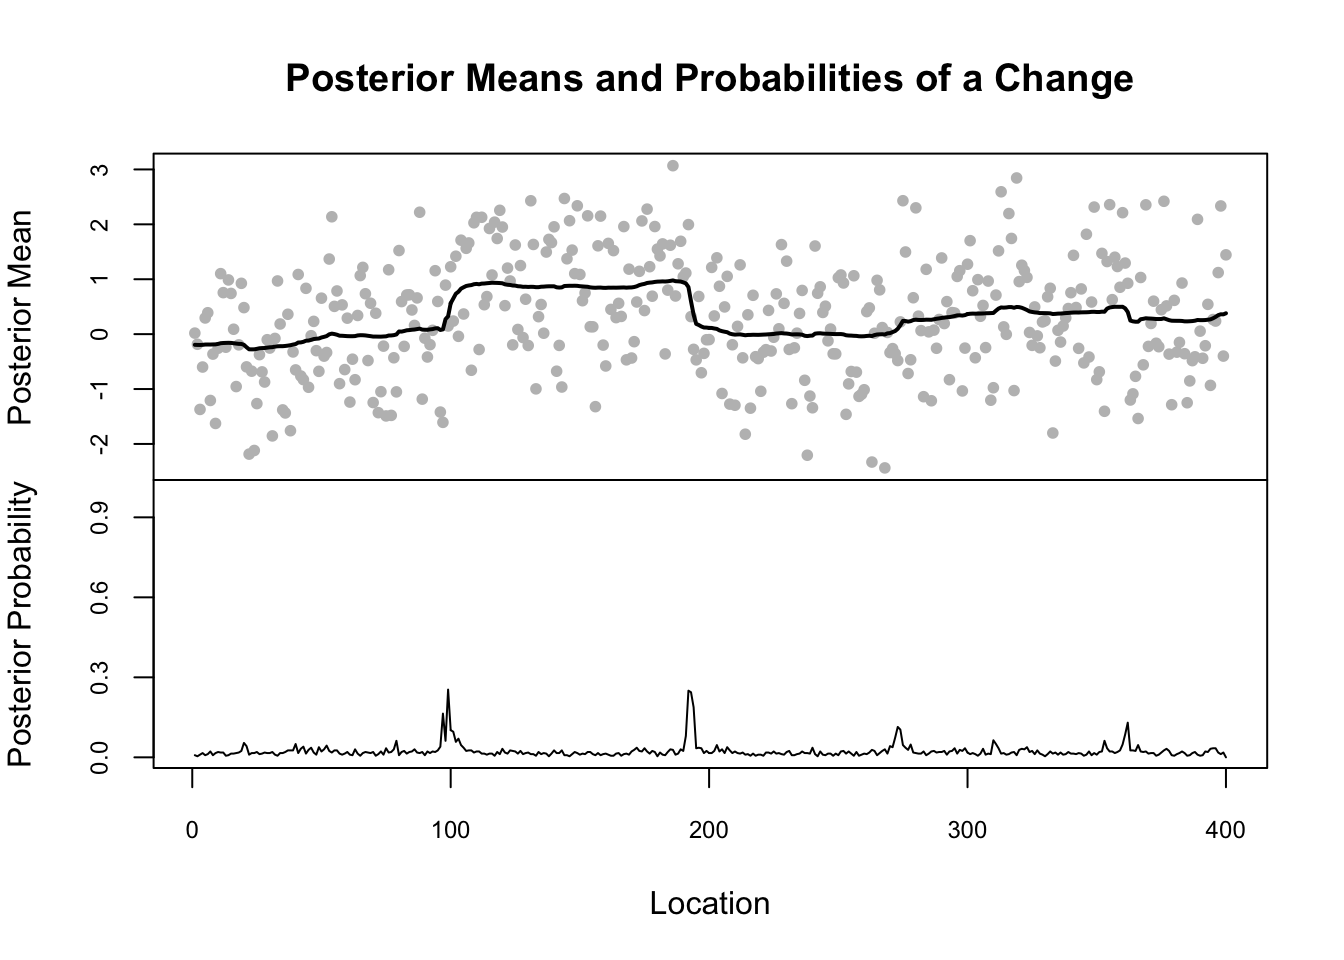 Posterior Means and Probabilities of a Change
Posterior Mean
3
2
1
0
-1
-2
Posterior Probability
0.9
0.6
0.3
0.0
0 100 200 300 400
Location